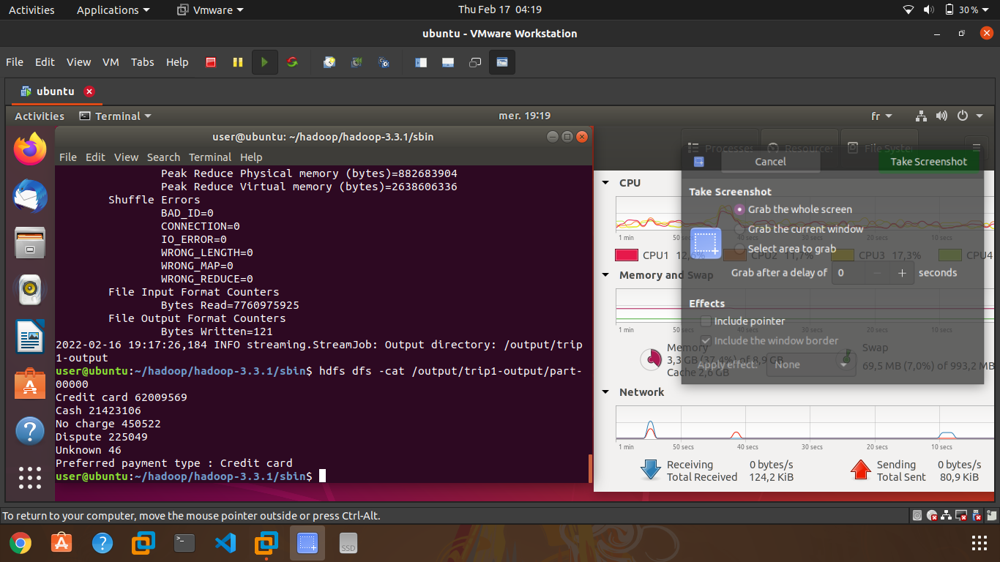 Activities Applications Vmware Thu Feb 17 04:19 30 %
ubuntu - VMware Workstation
File Edit View VM Tabs Help
ubuntu
Activities Terminal mer. 19:19 fr
user@ubuntu: ~/hadoop/hadoop-3.3.1/sbin
File Edit View Search Terminal Help
Peak Reduce Physical memory (bytes)=882683904
Peak Reduce Virtual memory (bytes)=2638606336
Shuffle Errors
BAD_ID=0
CONNECTION=0
IO_ERROR=0
WRONG_LENGTH=0
WRONG_MAP=0
WRONG_REDUCE=0
File Input Format Counters
Bytes Read=7760975925
File Output Format Counters
Bytes Written=121
2022-02-16 19:17:26,184 INFO streaming.StreamJob: Output directory: /output/trip
1-output
user@ubuntu:~/hadoop/hadoop-3.3.1/sbin$ hdfs dfs -cat /output/trip1-output/part-
00000
Credit card 62009569
Cash 21423106
No charge 450522
Dispute 225049
Unknown 46
Preferred payment type : Credit card
user@ubuntu:~/hadoop/hadoop-3.3.1/sbin$
Processes Resources File System
Cancel Take Screenshot
Take Screenshot
Grab the whole screen
Grab the current window
Select area to grab
Grab after a delay of 0 seconds
Effects
Include pointer
Include the window border
Apply effect: None
CPU
1 min 50 secs 40 secs 30 secs 20 secs 10 secs
CPU1 12,6% CPU2 11,7% CPU3 17,3% CPU4
Memory and Swap
1 min 50 secs 40 secs 30 secs 20 secs 10 secs
Memory
3,3 GB (37,4%) of 8,9 GB
Cache 2,6 GB
Swap
69,5 MB (7,0%) of 993,2 MB
Network
1 min 50 secs 40 secs 30 secs 20 secs 10 secs
Receiving 0 bytes/s
Total Received 124,2 KiB
Sending 0 bytes/s
Total Sent 80,9 KiB
To return to your computer, move the mouse pointer outside or press Ctrl-Alt.
SSD